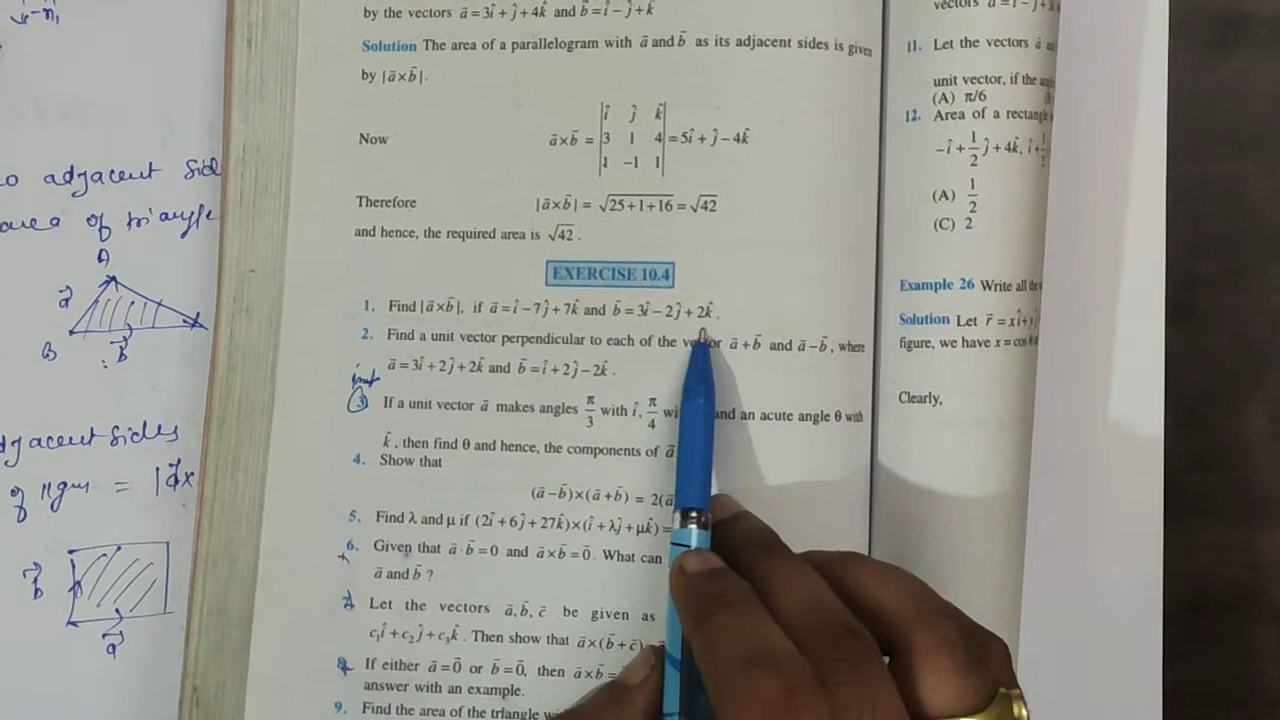 by the vectors a⃗ = 3î + ĵ + 4k̂ and b⃗ = î − ĵ + k̂
Solution The area of a parallelogram with a⃗ and b⃗ as its adjacent sides is given
by |a⃗×b⃗|.
Now a⃗×b⃗ = |î ĵ k̂
3 1 4
1 −1 1| = 5î + ĵ − 4k̂
Therefore |a⃗×b⃗| = √25+1+16 = √42
and hence, the required area is √42 .
EXERCISE 10.4
1. Find |a⃗×b⃗|, if a⃗ = î − 7ĵ + 7k̂ and b⃗ = 3î − 2ĵ + 2k̂ .
2. Find a unit vector perpendicular to each of the a⃗+b⃗ and a⃗−b⃗, where
a⃗ = 3î + 2ĵ + 2k̂ and b⃗ = î + 2ĵ − 2k̂ .
3 If a unit vector a⃗ makes angles π/3 with î, π/4 and an acute angle θ with
k̂, then find θ and hence, the components of a⃗
4. Show that
(a⃗−b⃗)×(a⃗+b⃗) = 2(a⃗
5. Find λ and μ if (2î + 6ĵ + 27k̂)×(î + λĵ + μk̂) =
6. Given that a⃗·b⃗ = 0 and a⃗×b⃗ = 0⃗. What can
a⃗ and b⃗ ?
Let the vectors a⃗, b⃗, c⃗ be given as
c₁î + c₂ĵ + c₃k̂. Then show that a⃗×(b⃗+c⃗)
8. If either a⃗ = 0⃗ or b⃗ = 0⃗, then a⃗×b⃗ =
answer with an example.
9. Find the area of the triangle
adjacent
area of triangle
A
a⃗
B
b⃗
sides
of = |a⃗×
b⃗
a⃗
vectors
11. Let the vectors a⃗
unit vector, if the
(A) π/6
12. Area of a
−î + 1/2 ĵ + 4k̂, î +
(A) 1/2
(C) 2
Example 26 Write all
Solution Let r⃗ = xî +
figure, we have x = cos
Clearly,